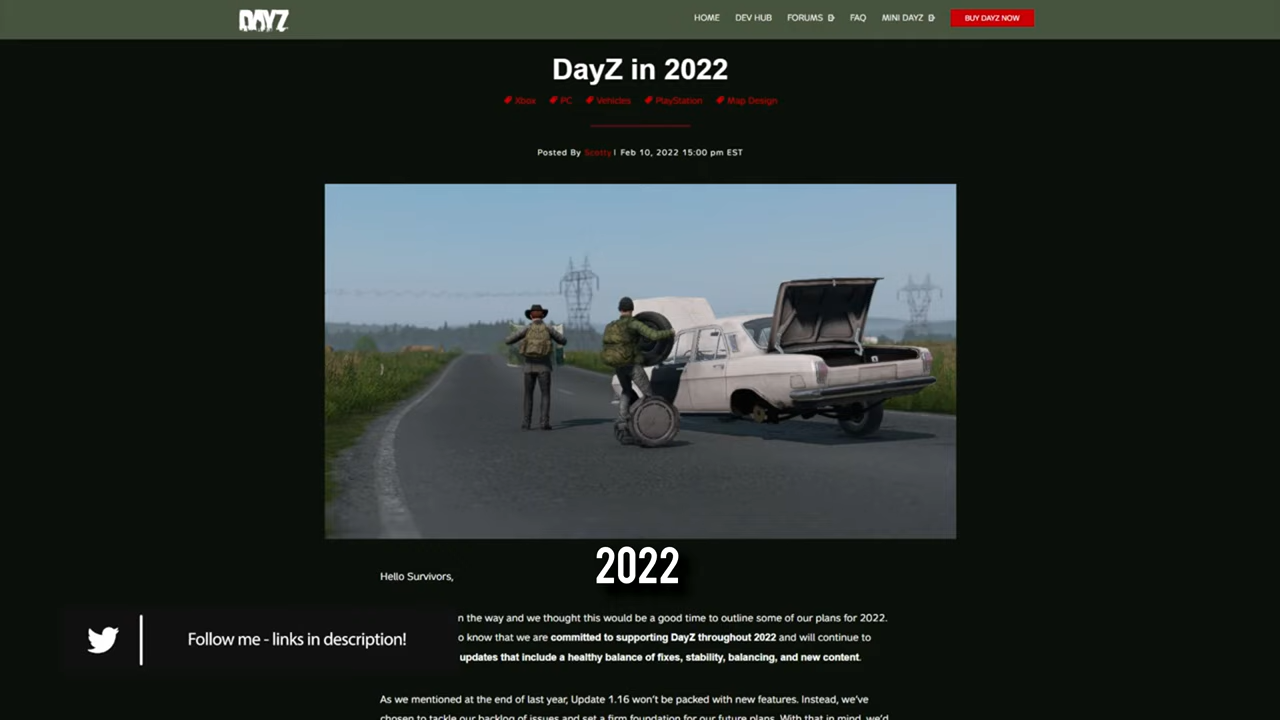 DAYZ
HOME DEV HUB FORUMS FAQ MINI DAYZ BUY DAYZ NOW
DayZ in 2022
Xbox PC Vehicles PlayStation Map Design
Posted By Scotty | Feb 10, 2022 15:00 pm EST
2022
Hello Survivors,
n the way and we thought this would be a good time to outline some of our plans for 2022.
o know that we are committed to supporting DayZ throughout 2022 and will continue to
updates that include a healthy balance of fixes, stability, balancing, and new content.
Follow me - links in description!
As we mentioned at the end of last year, Update 1.16 won't be packed with new features. Instead, we've
chosen to tackle our backlog of issues and set a firm foundation for our future plans. With that in mind, we'd